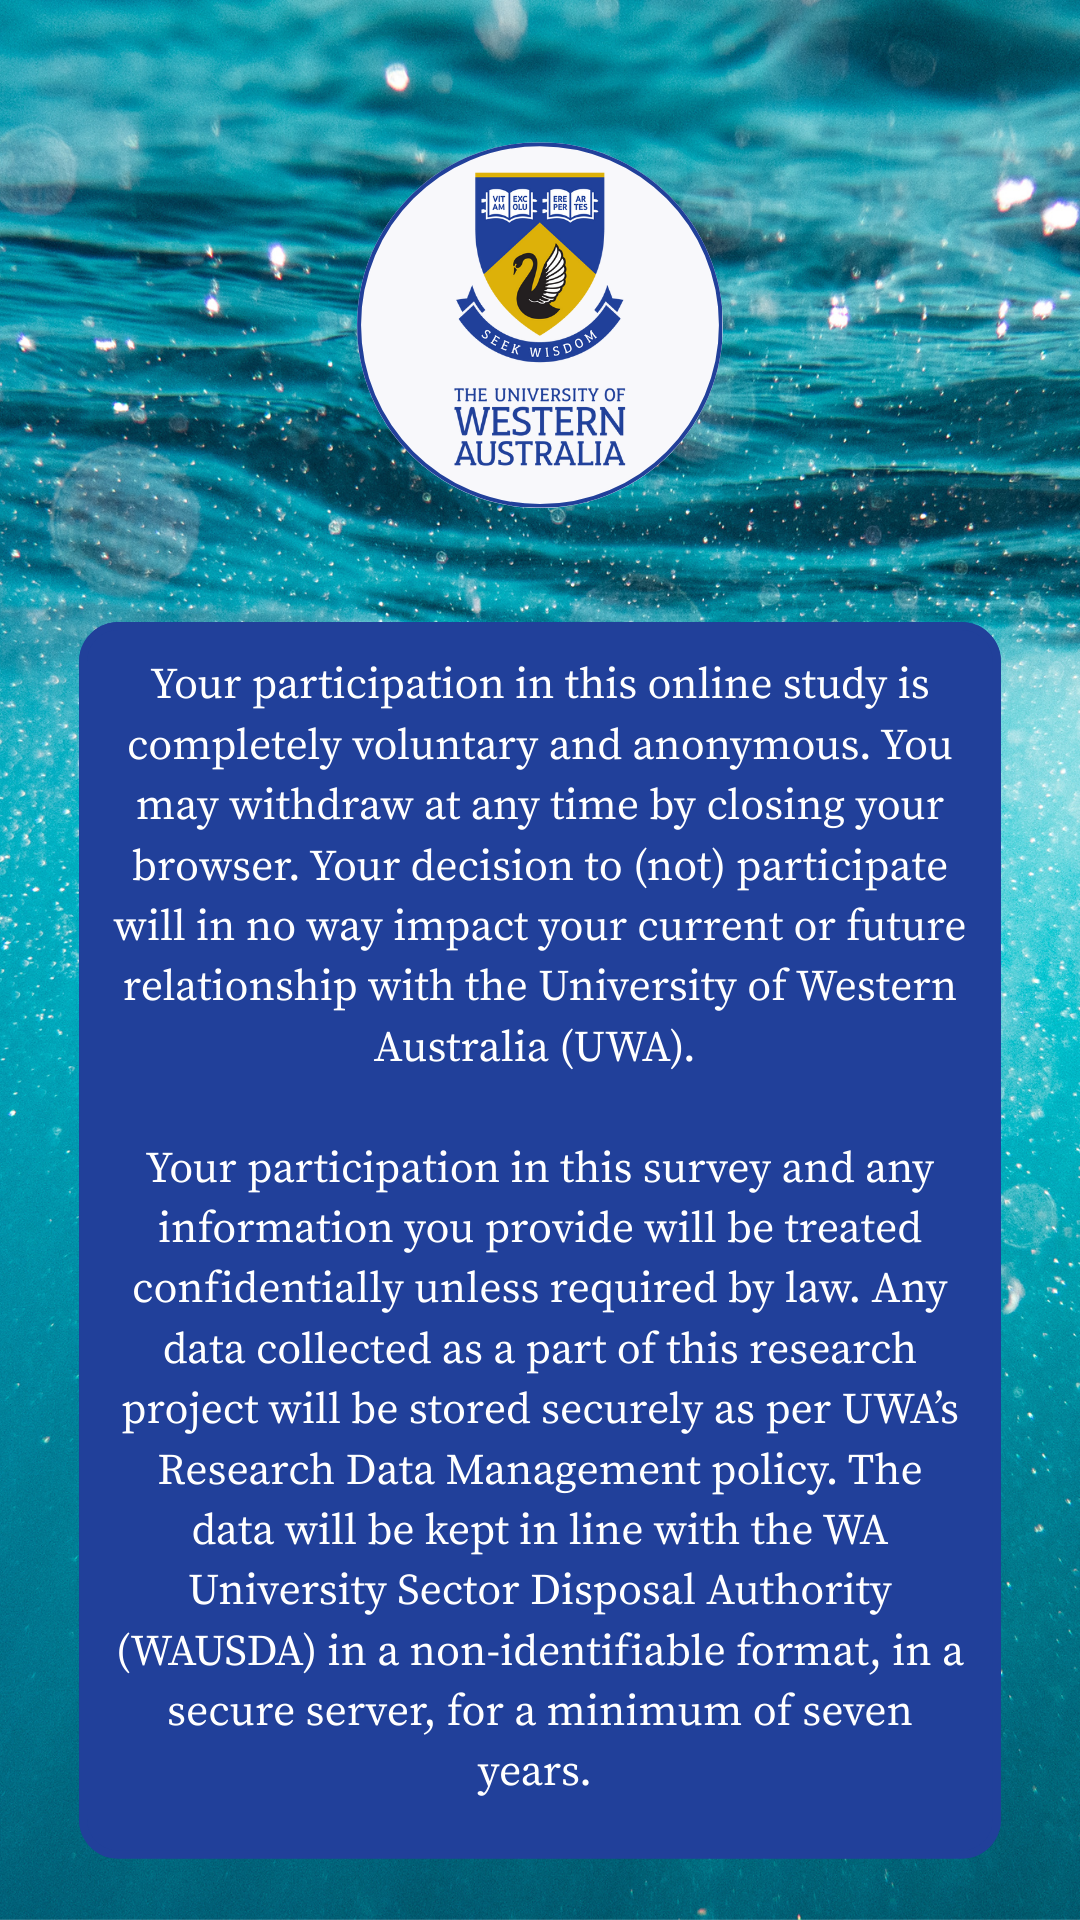 VIT AM EXC OLU ERE PER AR TES
SEEK WISDOM
THE UNIVERSITY OF
WESTERN
AUSTRALIA
Your participation in this online study is
completely voluntary and anonymous. You
may withdraw at any time by closing your
browser. Your decision to (not) participate
will in no way impact your current or future
relationship with the University of Western
Australia (UWA).
Your participation in this survey and any
information you provide will be treated
confidentially unless required by law. Any
data collected as a part of this research
project will be stored securely as per UWA’s
Research Data Management policy. The
data will be kept in line with the WA
University Sector Disposal Authority
(WAUSDA) in a non-identifiable format, in a
secure server, for a minimum of seven
years.